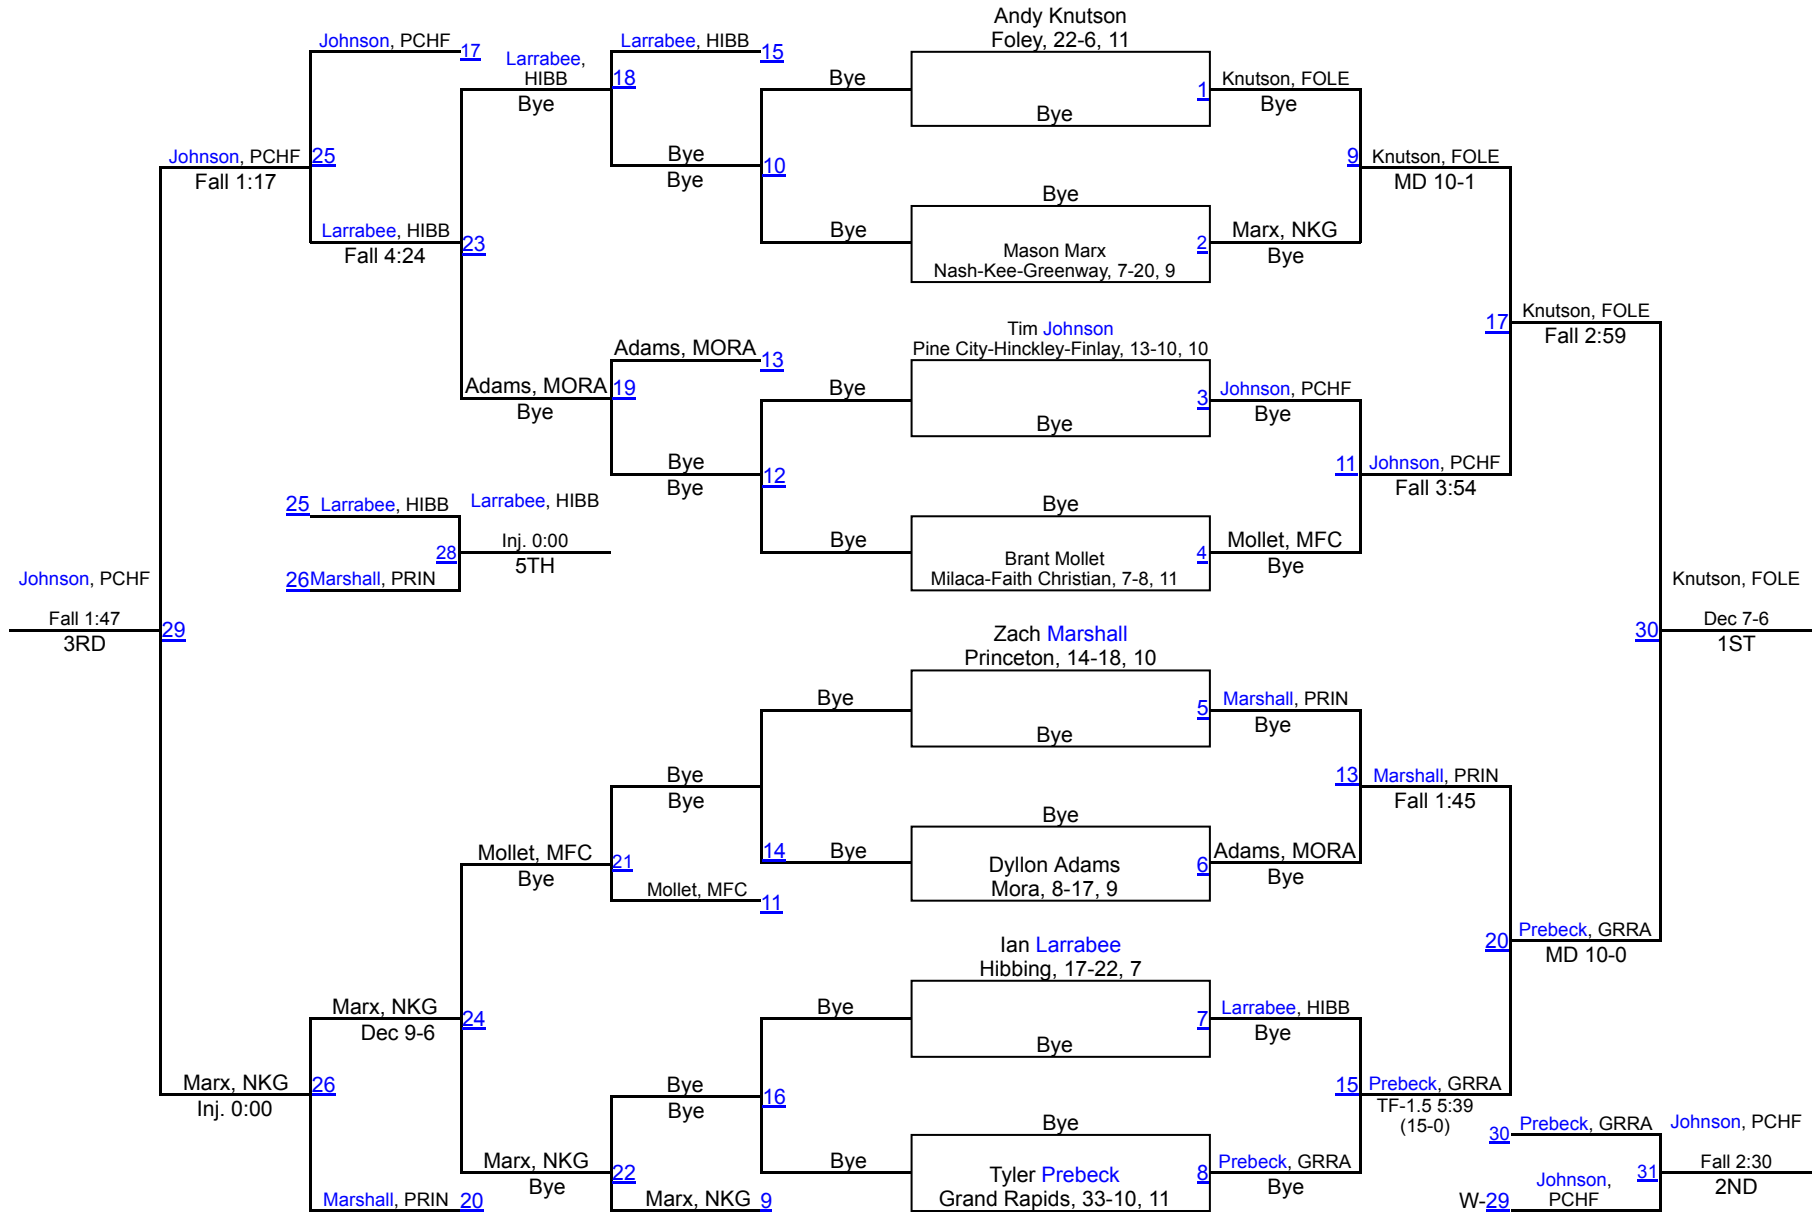 Andy Knutson
Foley, 22-6, 11
Johnson, PCHF
17
Larrabee,
HIBB
Bye
18
Larrabee, HIBB
15
Bye
1
Knutson, FOLE
Bye
Bye
Johnson, PCHF
Fall 1:17
25
Bye
Bye
10
9
Knutson, FOLE
MD 10-1
Bye
Larrabee, HIBB
Fall 4:24
23
Bye
Mason Marx
Nash-Kee-Greenway, 7-20, 9
2
Marx, NKG
Bye
17
Knutson, FOLE
Fall 2:59
Tim Johnson
Pine City-Hinckley-Finlay, 13-10, 10
Adams, MORA
13
Adams, MORA
Bye
19
Bye
3
Johnson, PCHF
Bye
Bye
Bye
Bye
12
11
Johnson, PCHF
Fall 3:54
25
Larrabee, HIBB
Larrabee, HIBB
Bye
28
Inj. 0:00
5TH
26
Marshall, PRIN
Bye
Brant Mollet
Milaca-Faith Christian, 7-8, 11
4
Mollet, MFC
Bye
Johnson, PCHF
Fall 1:47
3RD
29
Knutson, FOLE
30
Dec 7-6
1ST
Zach Marshall
Princeton, 14-18, 10
Bye
5
Marshall, PRIN
Bye
Bye
Bye
Bye
13
Marshall, PRIN
Fall 1:45
Bye
Mollet, MFC
Bye
21
14
Bye
Dyllon Adams
Mora, 8-17, 9
6
Adams, MORA
Bye
Mollet, MFC
11
20
Prebeck, GRRA
MD 10-0
Ian Larrabee
Hibbing, 17-22, 7
Marx, NKG
Dec 9-6
24
Bye
7
Larrabee, HIBB
Bye
Bye
Marx, NKG
Inj. 0:00
26
Bye
Bye
16
15
Prebeck, GRRA
TF-1.5 5:39
(15-0)
Bye
Marx, NKG
Bye
22
Bye
Tyler Prebeck
Grand Rapids, 33-10, 11
8
Prebeck, GRRA
Bye
Marshall, PRIN
20
Marx, NKG
9
30
Prebeck, GRRA
Johnson, PCHF
31
Fall 2:30
2ND
W-29
Johnson,
PCHF